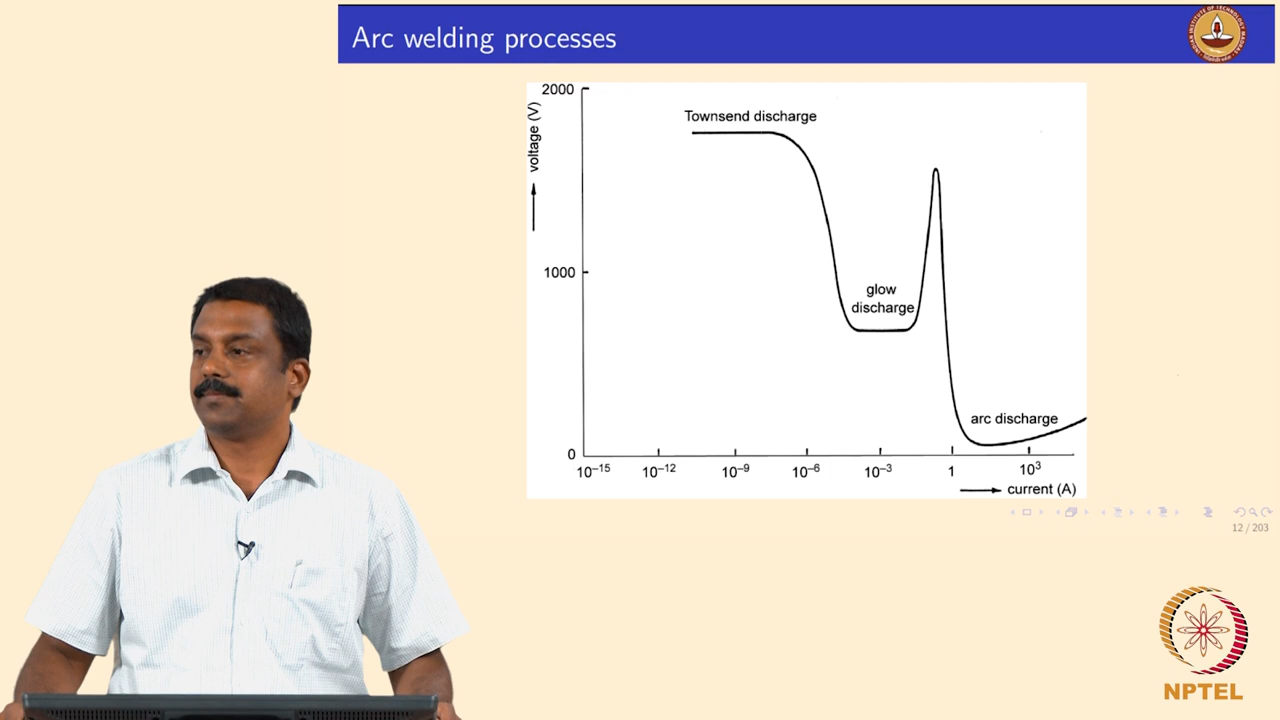 Arc welding processes
2000
voltage (V)
Townsend discharge
1000
glow
discharge
arc discharge
0
10⁻¹⁵ 10⁻¹² 10⁻⁹ 10⁻⁶ 10⁻³ 1 10³
current (A)
12 / 203
NPTEL